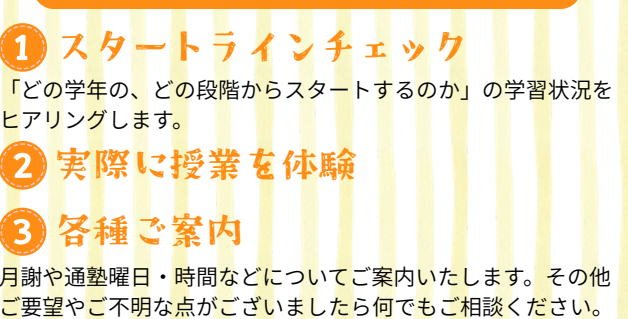 1 スタートラインチェック
「どの学年の、どの段階からスタートするのか」の学習状況を
ヒアリングします。
2 実際に授業を体験
3 各種ご案内
月謝や通塾曜日・時間などについてご案内いたします。その他
ご要望やご不明な点がございましたら何でもご相談ください。